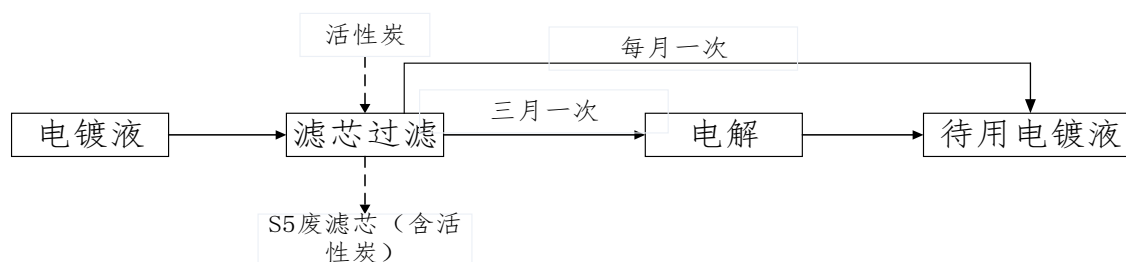 活性炭
每月一次
三月一次
电镀液
滤芯过滤
电解
待用电镀液
S5废滤芯（含活
性炭）